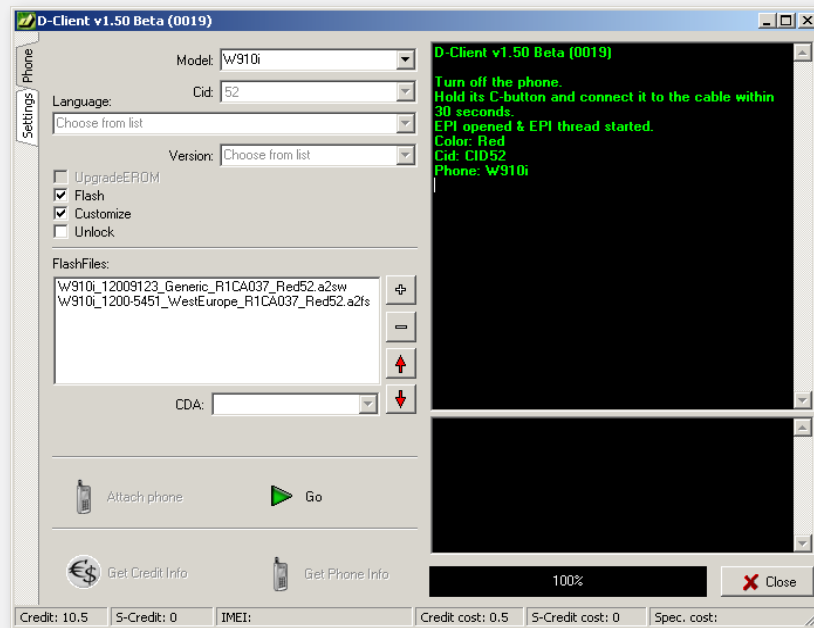 D-Client v1.50 Beta (0019)
Phone
Settings
Model: W910i
Cid: 52
Language:
Choose from list
Version: Choose from list
UpgradeEROM
Flash
Customize
Unlock
FlashFiles:
W910i_12009123_Generic_R1CA037_Red52.a2sw
W910i_1200-5451_WestEurope_R1CA037_Red52.a2fs
CDA:
Attach phone
Go
Get Credit Info
Get Phone Info
D-Client v1.50 Beta (0019)
Turn off the phone.
Hold its C-button and connect it to the cable within
30 seconds.
EPI opened & EPI thread started.
Color: Red
Cid: CID52
Phone: W910i
100%
Close
Credit: 10.5
S-Credit: 0
IMEI:
Credit cost: 0.5
S-Credit cost: 0
Spec. cost: